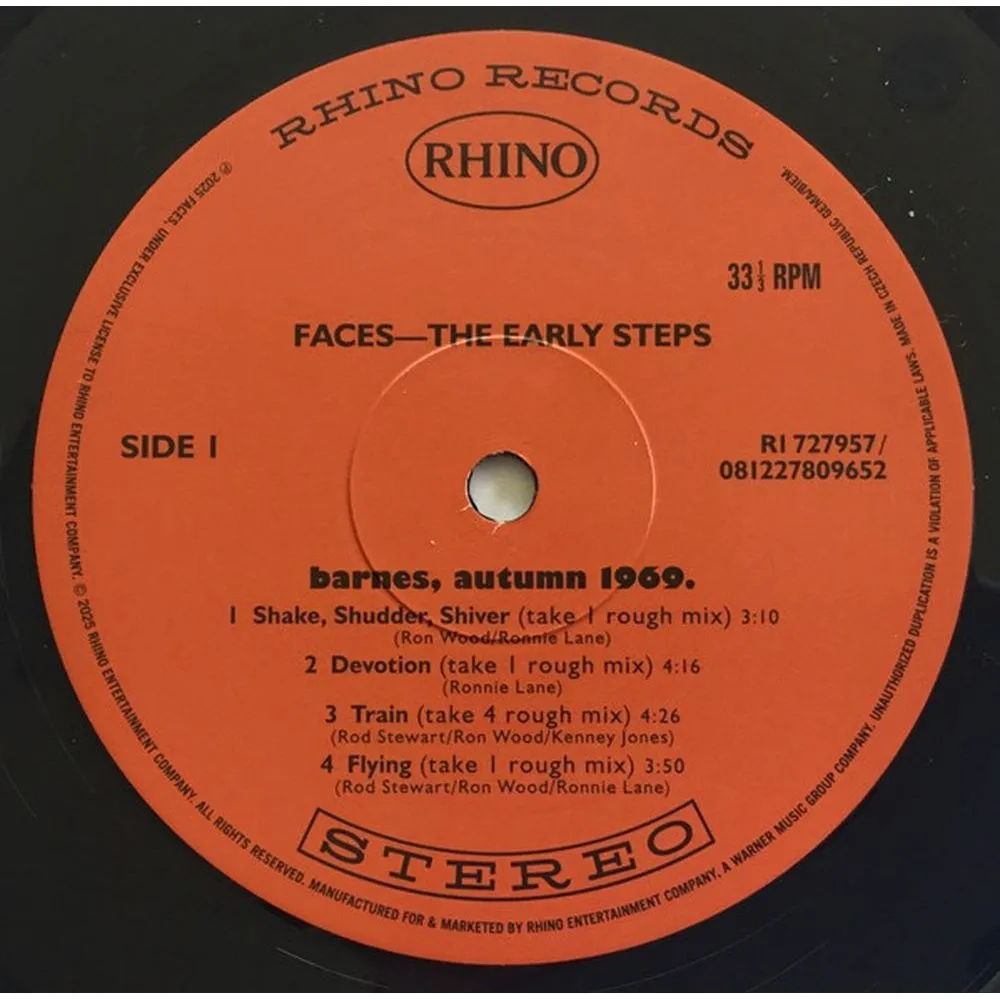 RHINO RECORDS
RHINO
33⅓ RPM
FACES—THE EARLY STEPS
SIDE 1
R1 727957/
081227809652
barnes, autumn 1969.
1 Shake, Shudder, Shiver (take 1 rough mix) 3:10
(Ron Wood/Ronnie Lane)
2 Devotion (take 1 rough mix) 4:16
(Ronnie Lane)
3 Train (take 4 rough mix) 4:26
(Rod Stewart/Ron Wood/Kenney Jones)
4 Flying (take 1 rough mix) 3:50
(Rod Stewart/Ron Wood/Ronnie Lane)
STEREO
℗ 2025 FACES, UNDER EXCLUSIVE LICENSE TO RHINO ENTERTAINMENT COMPANY. © 2025 RHINO ENTERTAINMENT COMPANY. ALL RIGHTS RESERVED. MANUFACTURED FOR & MARKETED BY RHINO ENTERTAINMENT COMPANY, A WARNER MUSIC GROUP COMPANY. UNAUTHORIZED DUPLICATION IS A VIOLATION OF APPLICABLE LAWS. MADE IN CZECH REPUBLIC GEMA/BIEM.